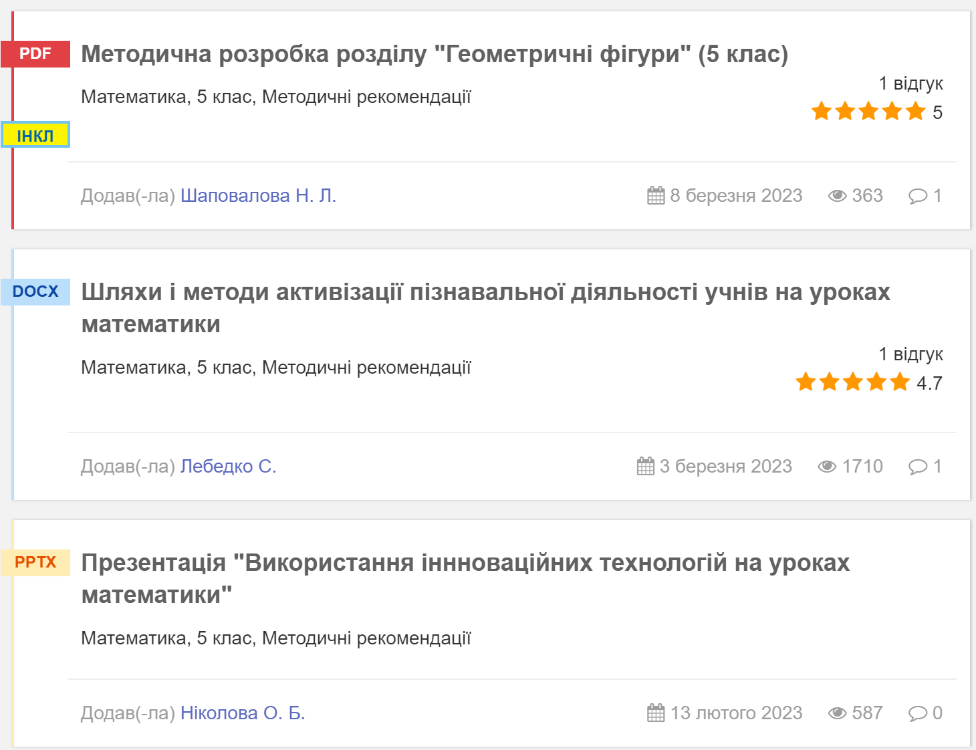 PDF
Методична розробка розділу "Геометричні фігури" (5 клас)
1 відгук
Математика, 5 клас, Методичні рекомендації
5
ІНКЛ
Додав(-ла) Шаповалова Н. Л. 8 березня 2023 363 1
DOCX
Шляхи і методи активізації пізнавальної діяльності учнів на уроках
математики
1 відгук
Математика, 5 клас, Методичні рекомендації
4.7
Додав(-ла) Лебедко С. 3 березня 2023 1710 1
PPTX
Презентація "Використання іннноваційних технологій на уроках
математики"
Математика, 5 клас, Методичні рекомендації
Додав(-ла) Ніколова О. Б. 13 лютого 2023 587 0